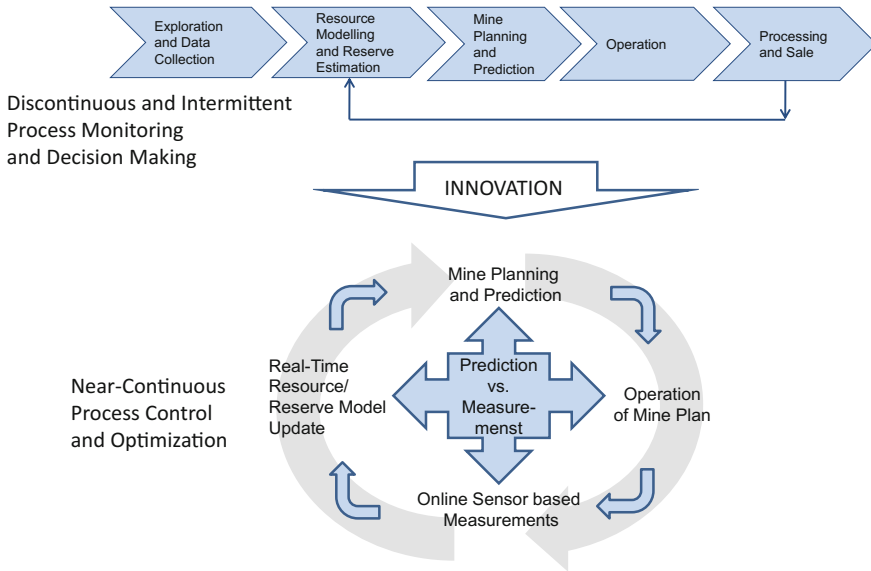 Exploration
and Data
Collection
Resource
Modelling
and Reserve
Estimation
Mine
Planning
and
Prediction
Operation
Processing
and Sale
Discontinuous and Intermittent
Process Monitoring
and Decision Making
INNOVATION
Mine Planning
and Prediction
Real-Time
Resource/
Reserve Model
Update
Prediction
vs.
Measure-
menst
Operation
of Mine Plan
Near-Continuous
Process Control
and Optimization
Online Sensor based
Measurements